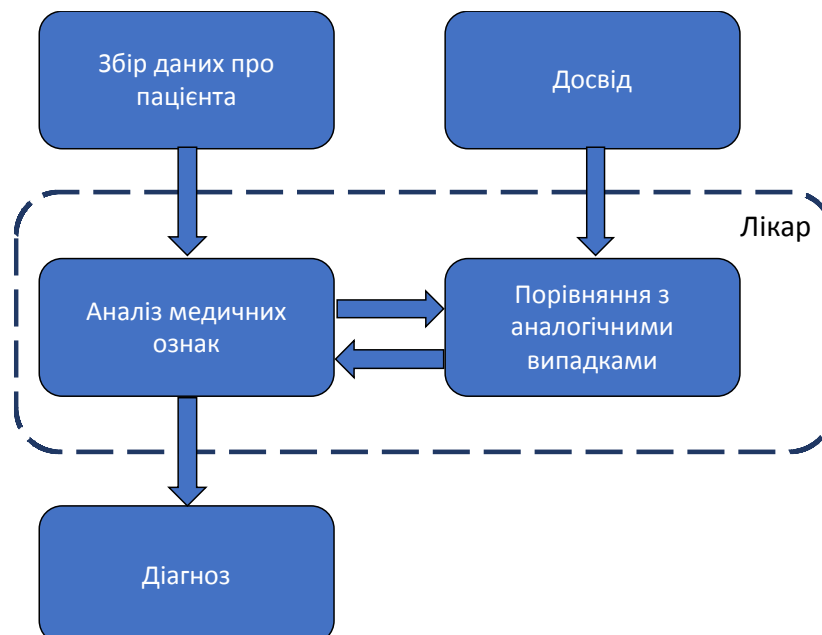 Збір даних про
пацієнта
Досвід
Лікар
Аналіз медичних
ознак
Порівняння з
аналогічними
випадками
Діагноз